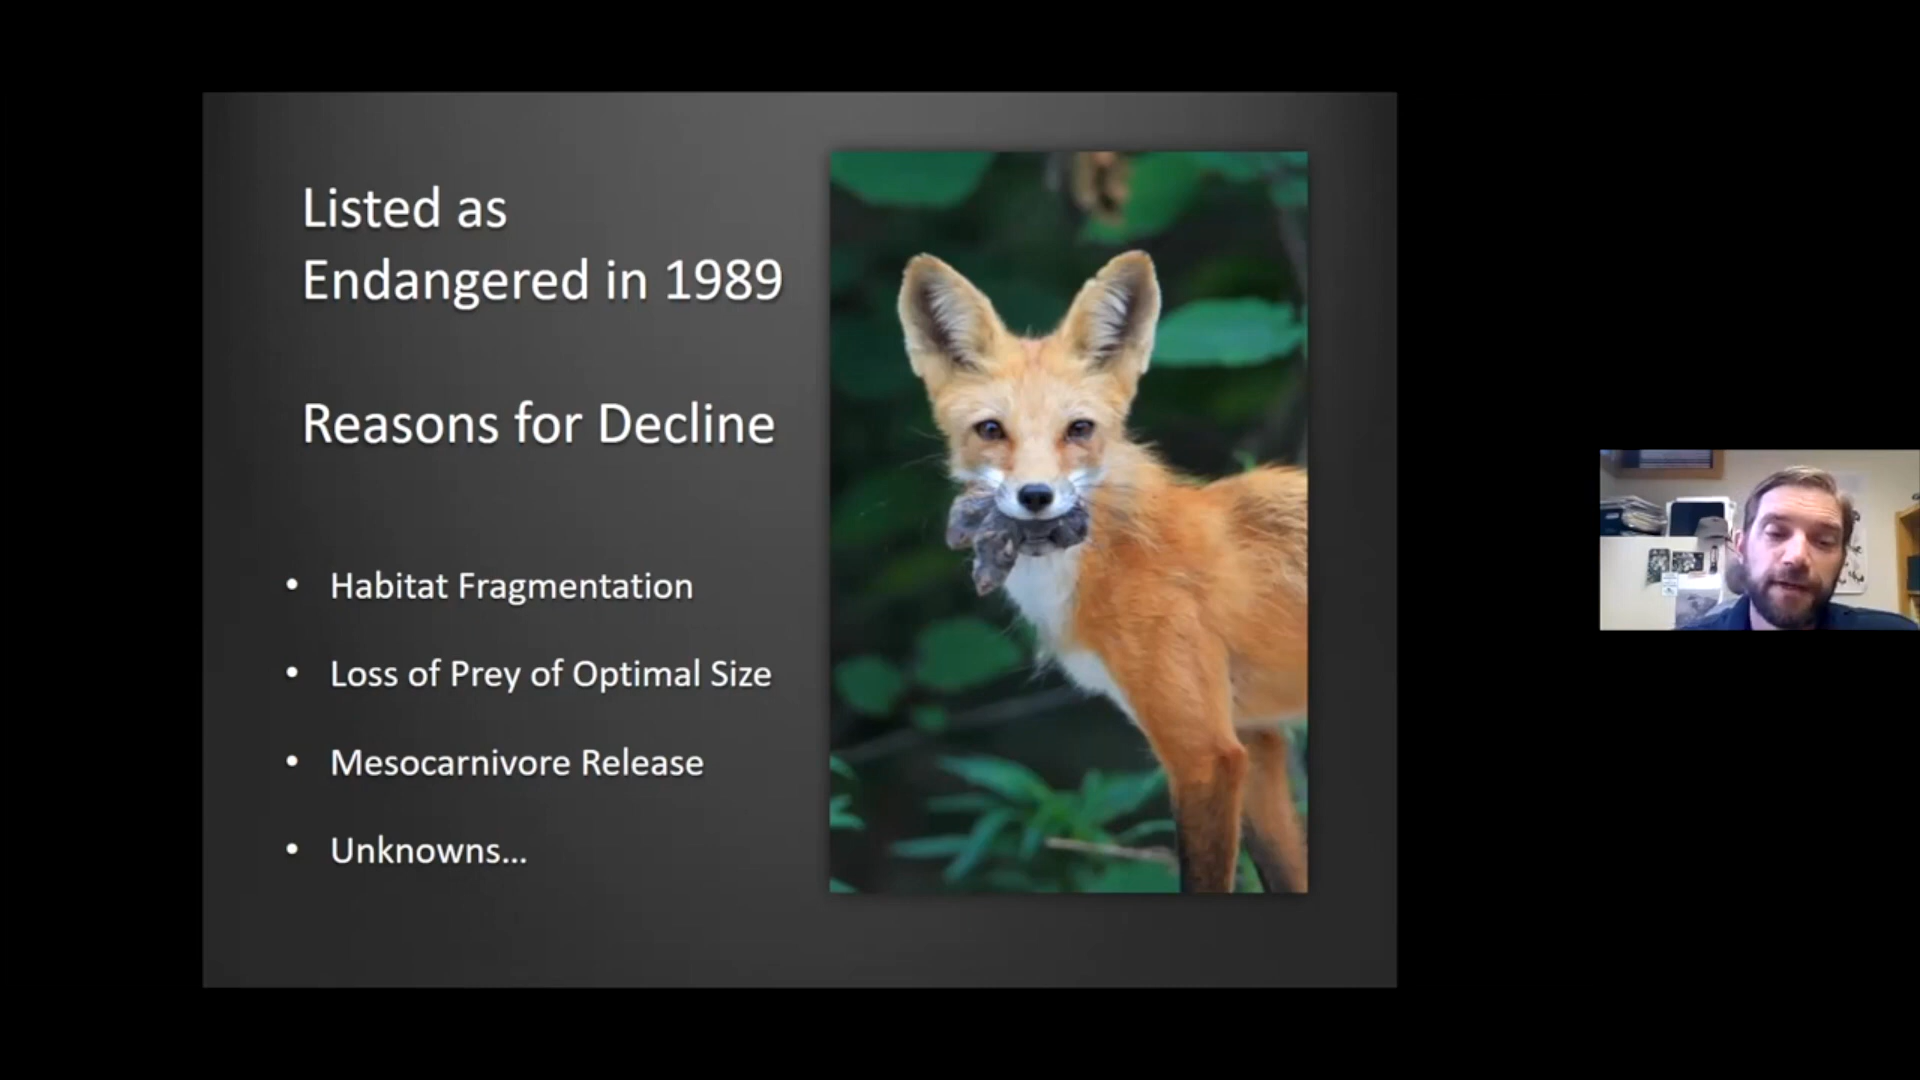 Listed as
Endangered in 1989
Reasons for Decline
• Habitat Fragmentation
• Loss of Prey of Optimal Size
• Mesocarnivore Release
• Unknowns...